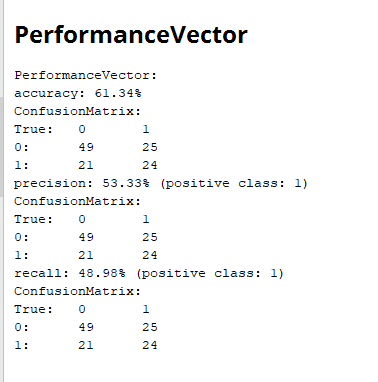 PerformanceVector
PerformanceVector:
accuracy: 61.34%
ConfusionMatrix:
True:	0	1
0:	49	25
1:	21	24
precision: 53.33% (positive class: 1)
ConfusionMatrix:
True:	0	1
0:	49	25
1:	21	24
recall: 48.98% (positive class: 1)
ConfusionMatrix:
True:	0	1
0:	49	25
1:	21	24